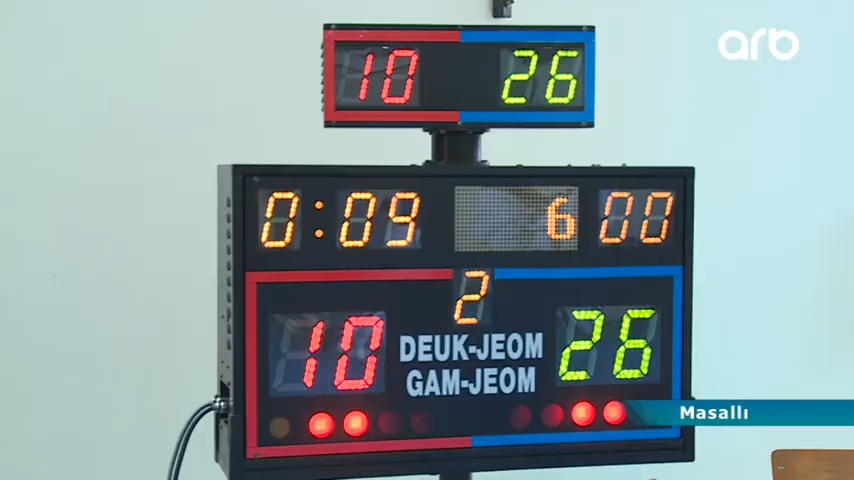 arb
10 26
0:09 6 00
2
10 DEUK-JEOM 26
GAM-JEOM
Masallı